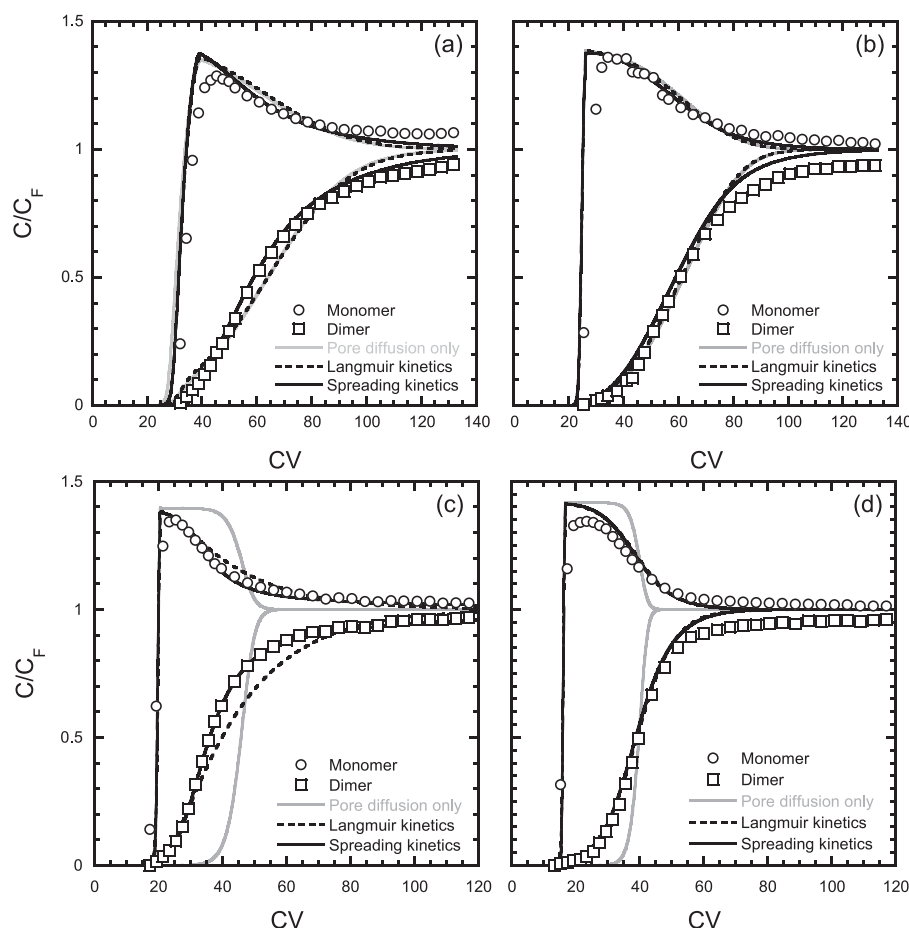 (a)
1.5
1
0.5
0
C/C_F
Monomer
Dimer
Pore diffusion only
Langmuir kinetics
Spreading kinetics
0 20 40 60 80 100 120 140
CV
(b)
Monomer
Dimer
Pore diffusion only
Langmuir kinetics
Spreading kinetics
0 20 40 60 80 100 120 140
CV
(c)
1.5
1
0.5
0
C/C_F
Monomer
Dimer
Pore diffusion only
Langmuir kinetics
Spreading kinetics
0 20 40 60 80 100 120
CV
(d)
Monomer
Dimer
Pore diffusion only
Langmuir kinetics
Spreading kinetics
0 20 40 60 80 100 120
CV